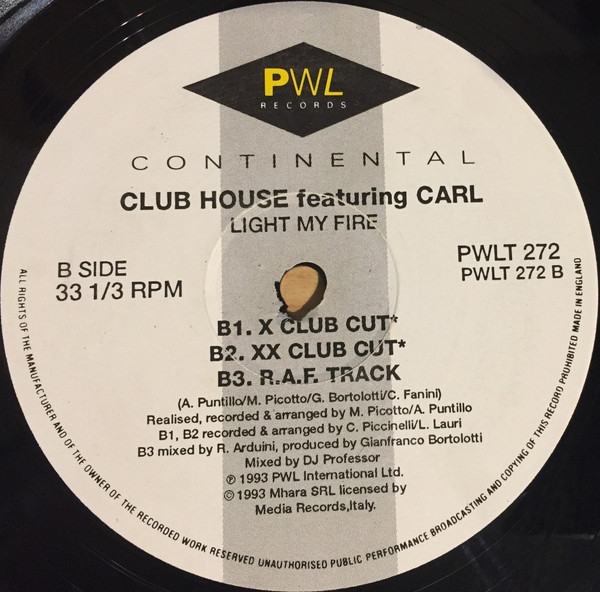 PWL
RECORDS
CONTINENTAL
CLUB HOUSE featuring CARL
LIGHT MY FIRE
B SIDE
33 1/3 RPM
PWLT 272
PWLT 272 B
B1. X CLUB CUT*
B2. XX CLUB CUT*
B3. R.A.F. TRACK
(A. Puntillo/M. Picotto/G. Bortolotti/C. Fanini)
Realised, recorded & arranged by M. Picotto/A. Puntillo
B1, B2 recorded & arranged by C. Piccinelli/L. Lauri
B3 mixed by R. Arduini, produced by Gianfranco Bortolotti
Mixed by DJ Professor
℗ 1993 PWL International Ltd.
© 1993 Mhara SRL licensed by
Media Records,Italy.
ALL RIGHTS OF THE MANUFACTURER AND OF THE OWNER OF THE RECORDED WORK RESERVED UNAUTHORISED PUBLIC PERFORMANCE BROADCASTING AND COPYING OF THIS RECORD PROHIBITED MADE IN ENGLAND